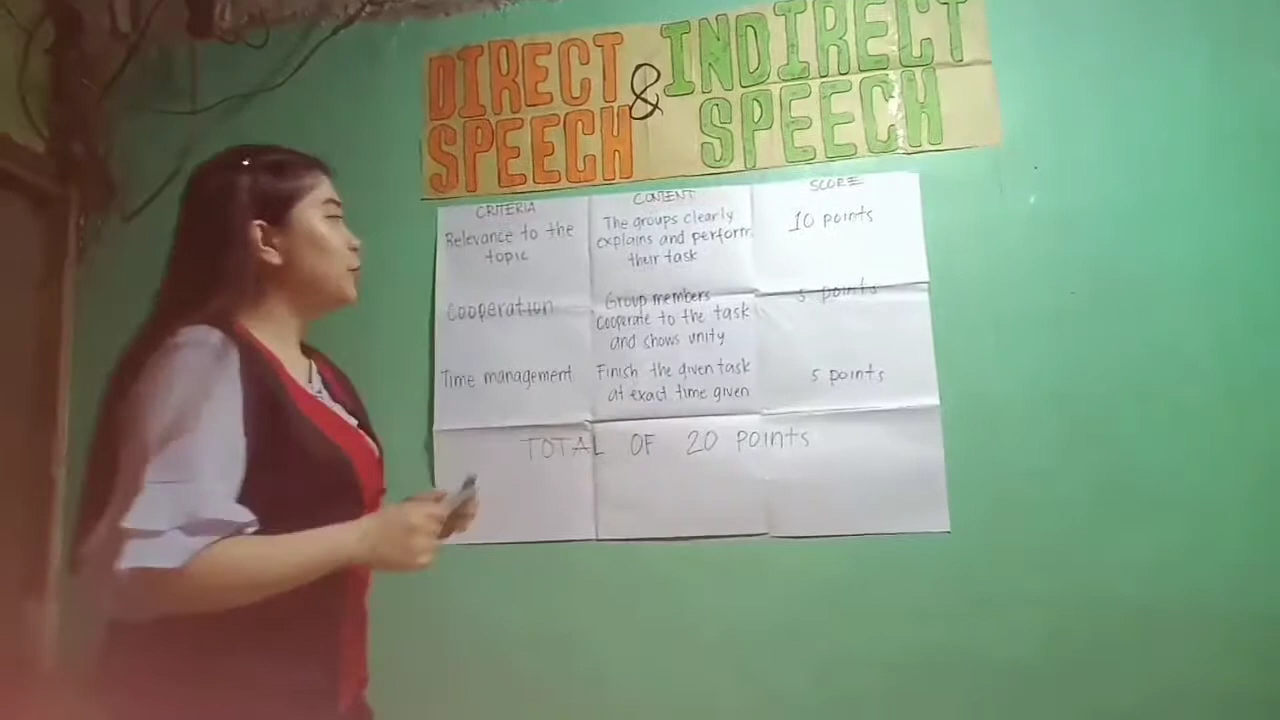 DIRECT SPEECH & INDIRECT SPEECH
CRITERIA CONTENT SCORE
Relevance to the topic
The groups clearly explains and perform their task
10 points
Cooperation
Group members cooperate to the task and shows unity
5 points
Time management
Finish the given task at exact time given
5 points
TOTAL OF 20 points